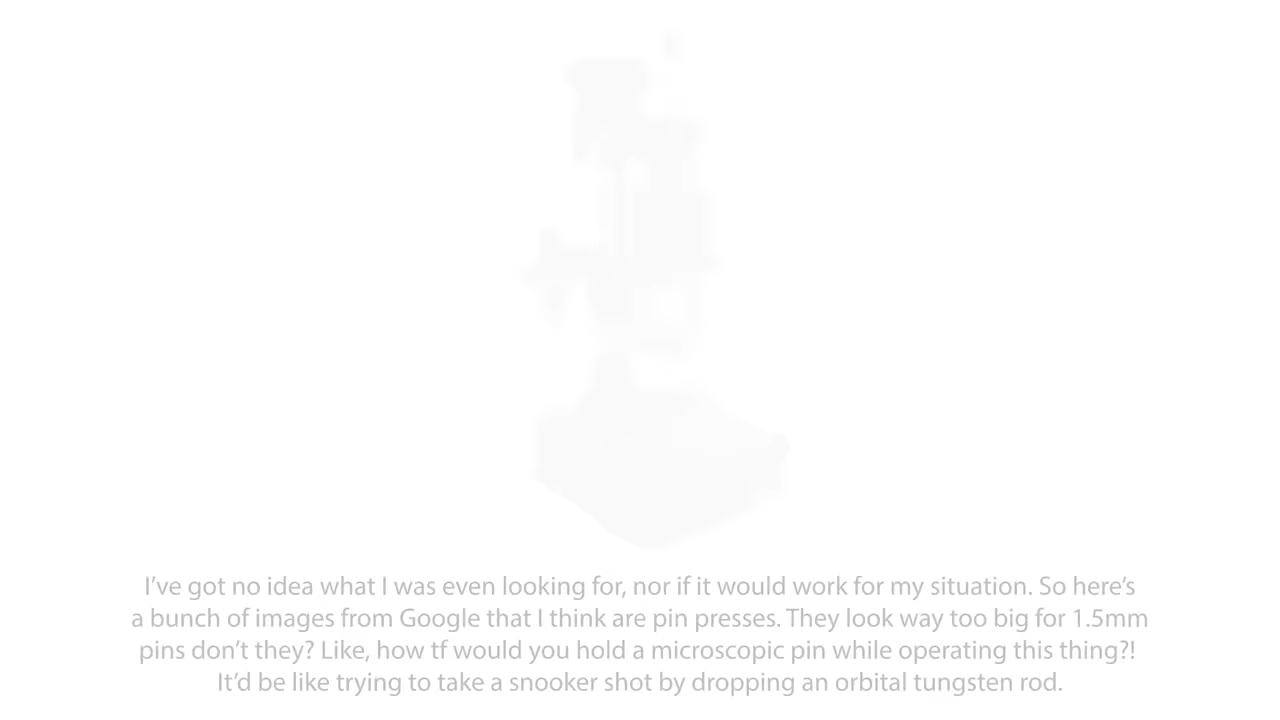 I’ve got no idea what I was even looking for, nor if it would work for my situation. So here’s
a bunch of images from Google that I think are pin presses. They look way too big for 1.5mm
pins don’t they? Like, how tf would you hold a microscopic pin while operating this thing?!
It’d be like trying to take a snooker shot by dropping an orbital tungsten rod.